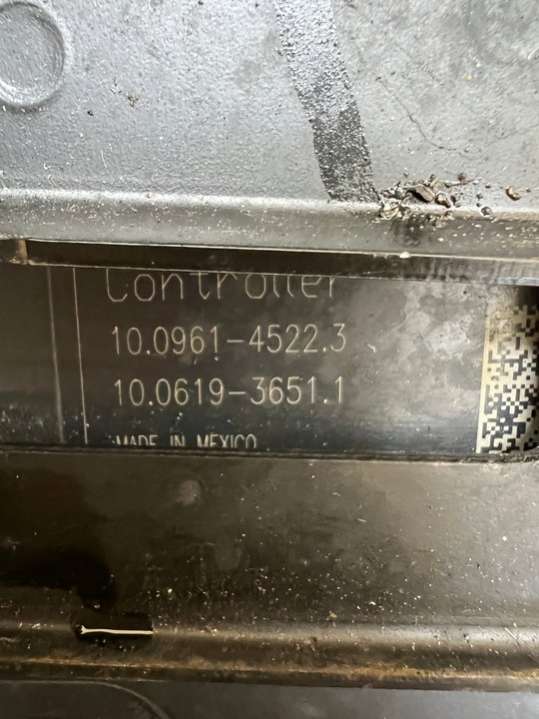 Controller
10.0961-4522.3
10.0619-3651.1
MADE IN MEXICO